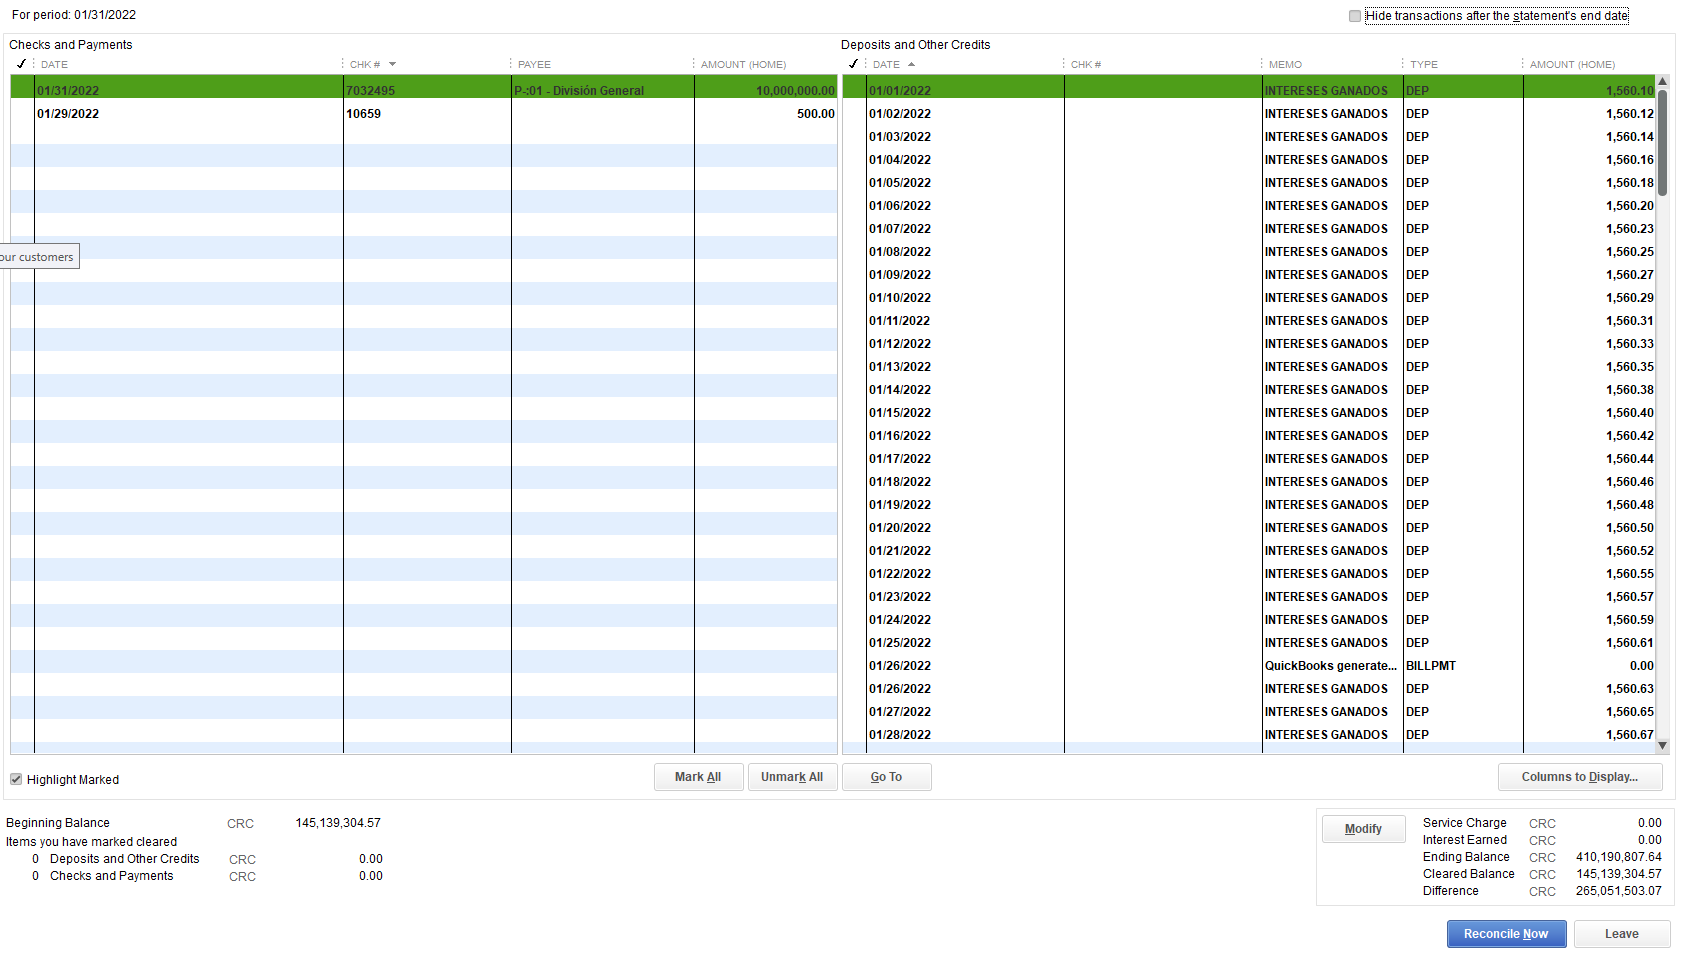 For period: 01/31/2022
Hide transactions after the statement's end date
Checks and Payments
✓ DATE CHK # PAYEE AMOUNT (HOME)
01/31/2022 7032495 P-:01 - División General 10,000,000.00
01/29/2022 10659 500.00
our customers
Highlight Marked
Mark All
Unmark All
Deposits and Other Credits
✓ DATE CHK # MEMO TYPE AMOUNT (HOME)
01/01/2022 INTERESES GANADOS DEP 1,560.10
01/02/2022 INTERESES GANADOS DEP 1,560.12
01/03/2022 INTERESES GANADOS DEP 1,560.14
01/04/2022 INTERESES GANADOS DEP 1,560.16
01/05/2022 INTERESES GANADOS DEP 1,560.18
01/06/2022 INTERESES GANADOS DEP 1,560.20
01/07/2022 INTERESES GANADOS DEP 1,560.23
01/08/2022 INTERESES GANADOS DEP 1,560.25
01/09/2022 INTERESES GANADOS DEP 1,560.27
01/10/2022 INTERESES GANADOS DEP 1,560.29
01/11/2022 INTERESES GANADOS DEP 1,560.31
01/12/2022 INTERESES GANADOS DEP 1,560.33
01/13/2022 INTERESES GANADOS DEP 1,560.35
01/14/2022 INTERESES GANADOS DEP 1,560.38
01/15/2022 INTERESES GANADOS DEP 1,560.40
01/16/2022 INTERESES GANADOS DEP 1,560.42
01/17/2022 INTERESES GANADOS DEP 1,560.44
01/18/2022 INTERESES GANADOS DEP 1,560.46
01/19/2022 INTERESES GANADOS DEP 1,560.48
01/20/2022 INTERESES GANADOS DEP 1,560.50
01/21/2022 INTERESES GANADOS DEP 1,560.52
01/22/2022 INTERESES GANADOS DEP 1,560.55
01/23/2022 INTERESES GANADOS DEP 1,560.57
01/24/2022 INTERESES GANADOS DEP 1,560.59
01/25/2022 INTERESES GANADOS DEP 1,560.61
01/26/2022 QuickBooks generate... BILLPMT 0.00
01/26/2022 INTERESES GANADOS DEP 1,560.63
01/27/2022 INTERESES GANADOS DEP 1,560.65
01/28/2022 INTERESES GANADOS DEP 1,560.67
Go To
Columns to Display...
Beginning Balance CRC 145,139,304.57
Items you have marked cleared
0 Deposits and Other Credits CRC 0.00
0 Checks and Payments CRC 0.00
Modify
Service Charge CRC 0.00
Interest Earned CRC 0.00
Ending Balance CRC 410,190,807.64
Cleared Balance CRC 145,139,304.57
Difference CRC 265,051,503.07
Reconcile Now
Leave